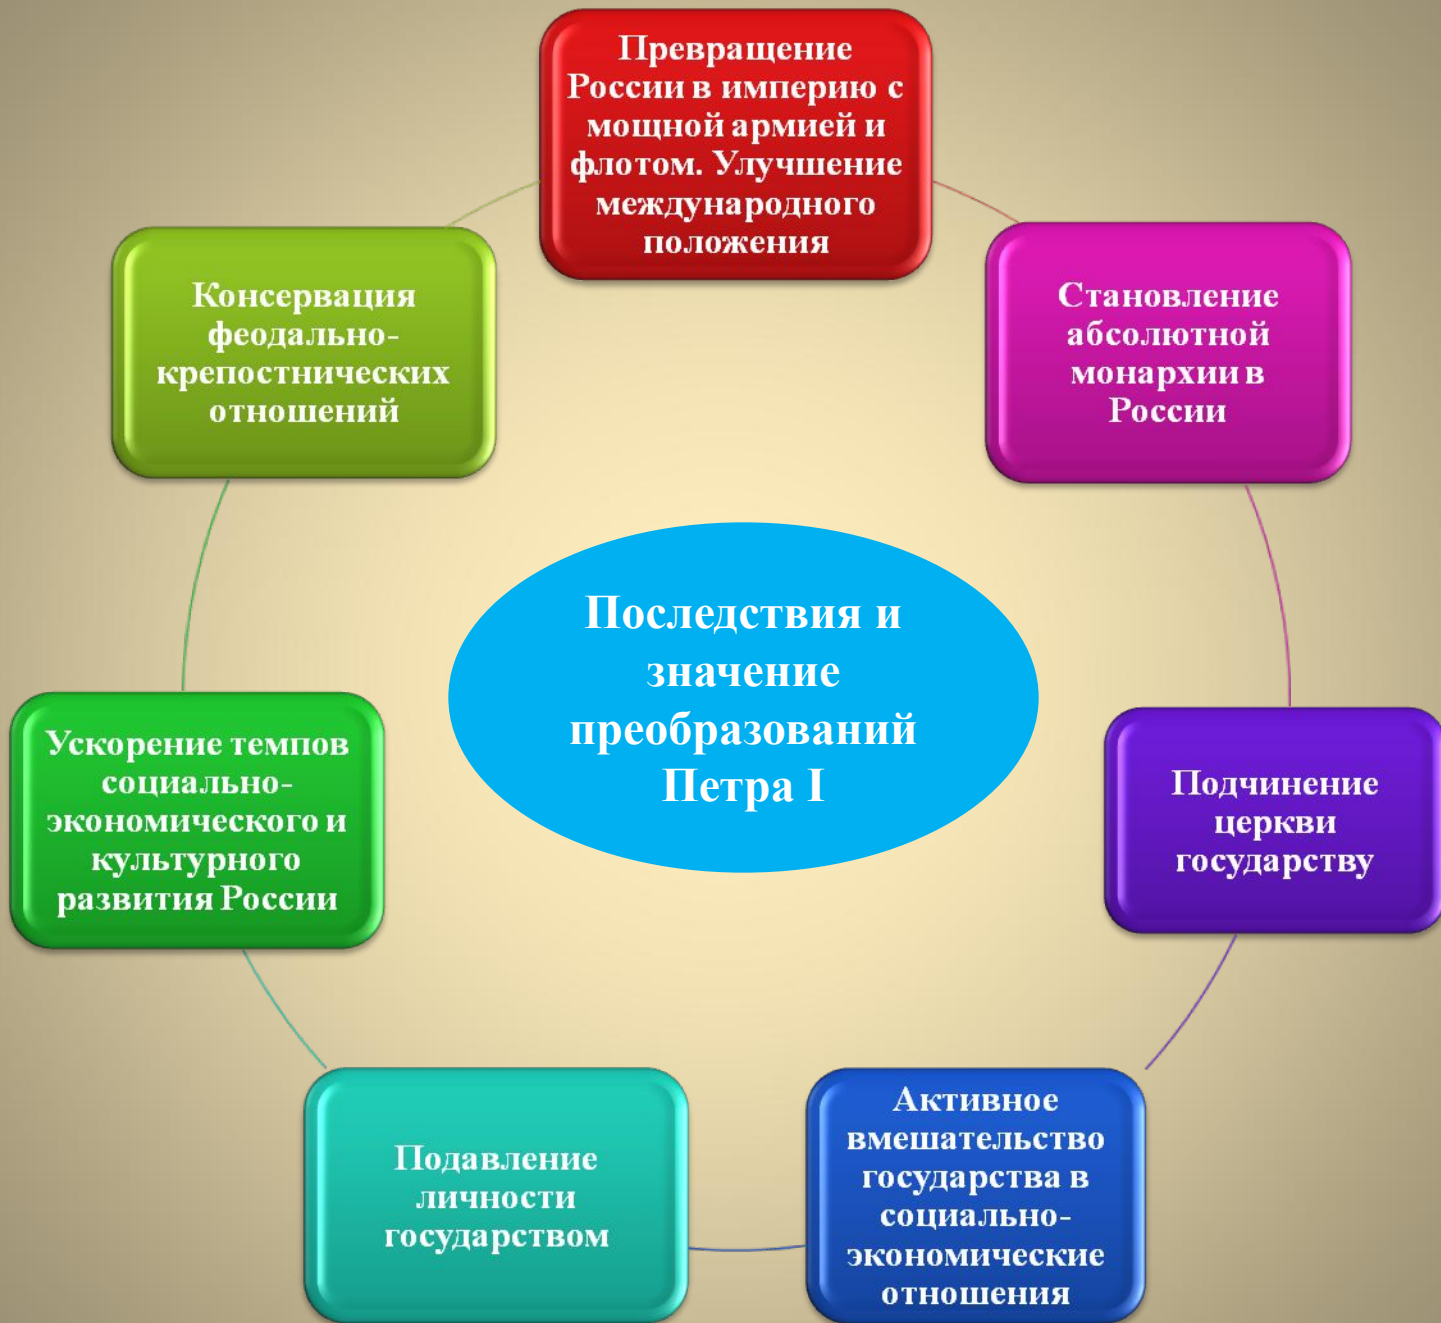 Превращение
России в империю с
мощной армией и
флотом. Улучшение
международного
положения
Становление
абсолютной
монархии в
России
Подчинение
церкви
государству
Активное
вмешательство
государства в
социально-
экономические
отношения
Подавление
личности
государством
Ускорение темпов
социально-
экономического и
культурного
развития России
Консервация
феодально-
крепостнических
отношений
Последствия и
значение
преобразований
Петра I